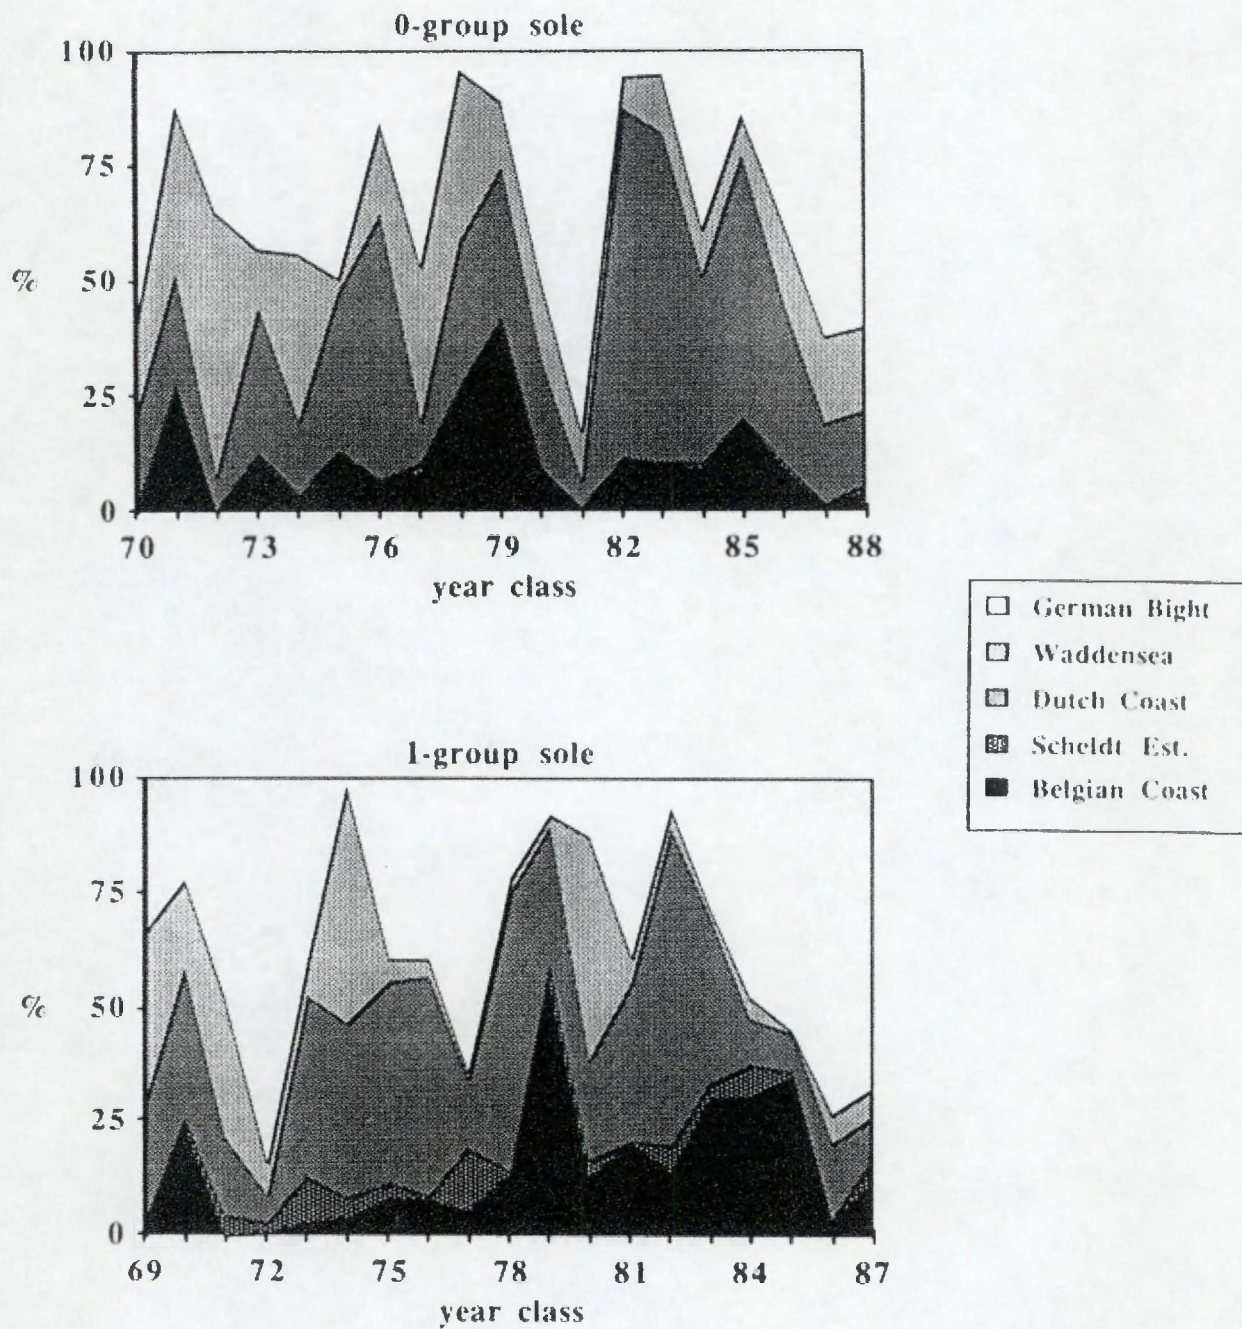 0-group sole
100
75
%
50
25
0
70 73 76 79 82 85 88
year class
German Bight
Waddensea
Dutch Coast
Scheldt Est.
Belgian Coast
1-group sole
100
75
%
50
25
0
69 72 75 78 81 84 87
year class